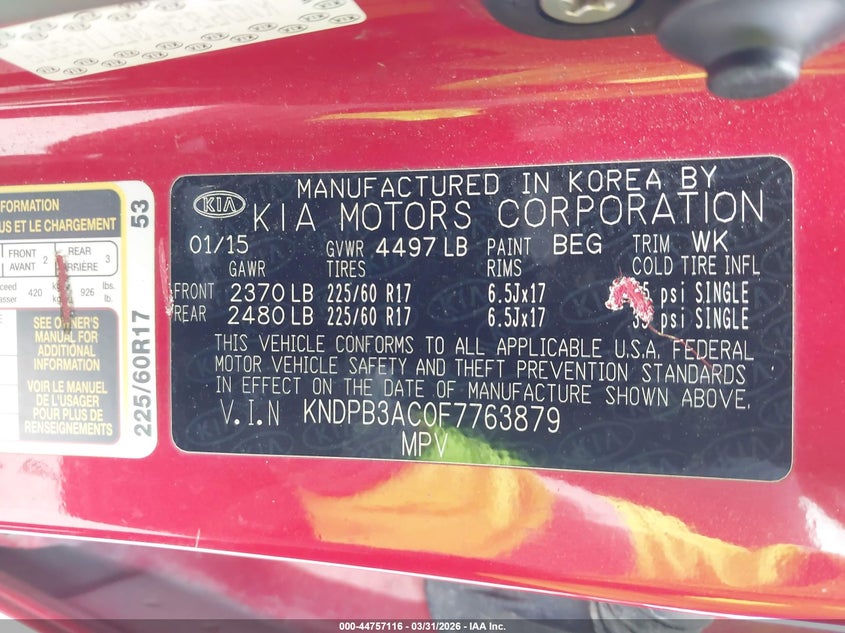 KIA
MANUFACTURED IN KOREA BY
KIA MOTORS CORPORATION
01/15 GVWR 4497 LB PAINT BEG TRIM WK
GAWR TIRES RIMS COLD TIRE INFL
FRONT 2370 LB 225/60 R17 6.5Jx17 psi SINGLE
REAR 2480 LB 225/60 R17 6.5Jx17 psi SINGLE
THIS VEHICLE CONFORMS TO ALL APPLICABLE U.S.A. FEDERAL
MOTOR VEHICLE SAFETY AND THEFT PREVENTION STANDARDS
IN EFFECT ON THE DATE OF MANUFACTURE SHOWN ABOVE.
V.I.N KNDPB3AC0F7763879
MPV
US ET LE CHARGEMENT
FRONT AVANT 2 REAR 3
420 926 lbs.
SEE OWNER'S
MANUAL FOR
ADDITIONAL
INFORMATION
VOIR LE MANUEL
DE L'USAGER
POUR PLUS DE
RENSEIGNEMENTS
225/60R17 53
000-44757116 - 03/31/2026 - IAA Inc.